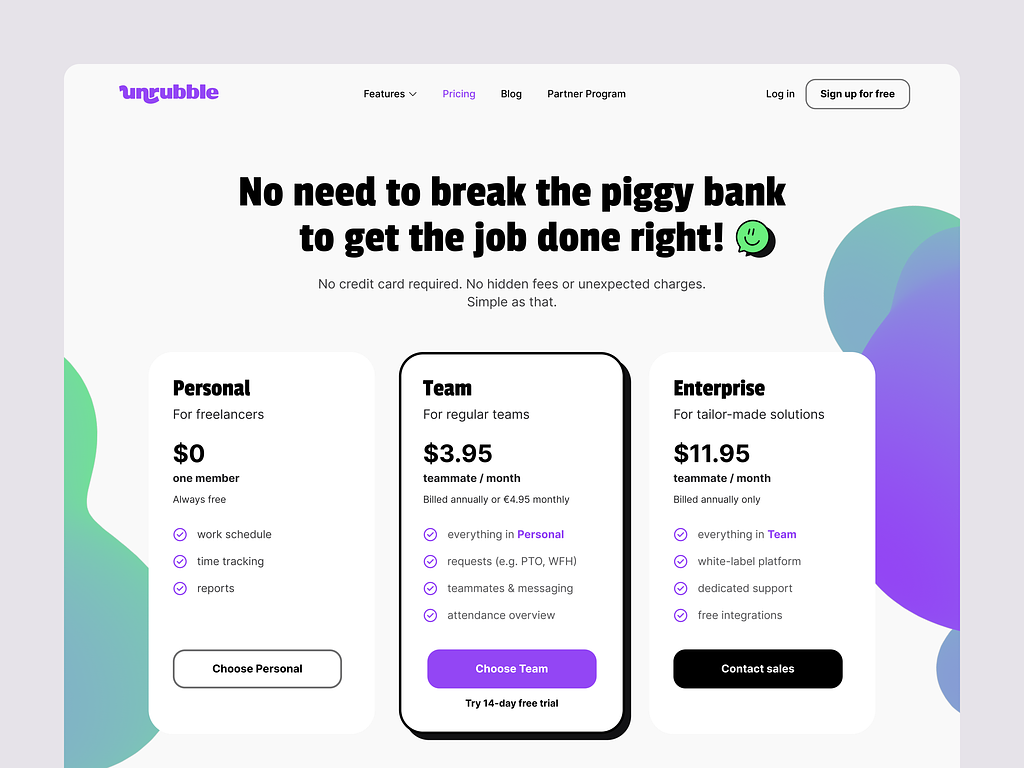 unrubble
Features
Pricing
Blog
Partner Program
Log in
Sign up for free
No need to break the piggy bank
to get the job done right!
No credit card required. No hidden fees or unexpected charges.
Simple as that.
Personal
For freelancers
$0
one member
Always free
work schedule
time tracking
reports
Choose Personal
Team
For regular teams
$3.95
teammate / month
Billed annually or €4.95 monthly
everything in Personal
requests (e.g. PTO, WFH)
teammates & messaging
attendance overview
Choose Team
Try 14-day free trial
Enterprise
For tailor-made solutions
$11.95
teammate / month
Billed annually only
everything in Team
white-label platform
dedicated support
free integrations
Contact sales